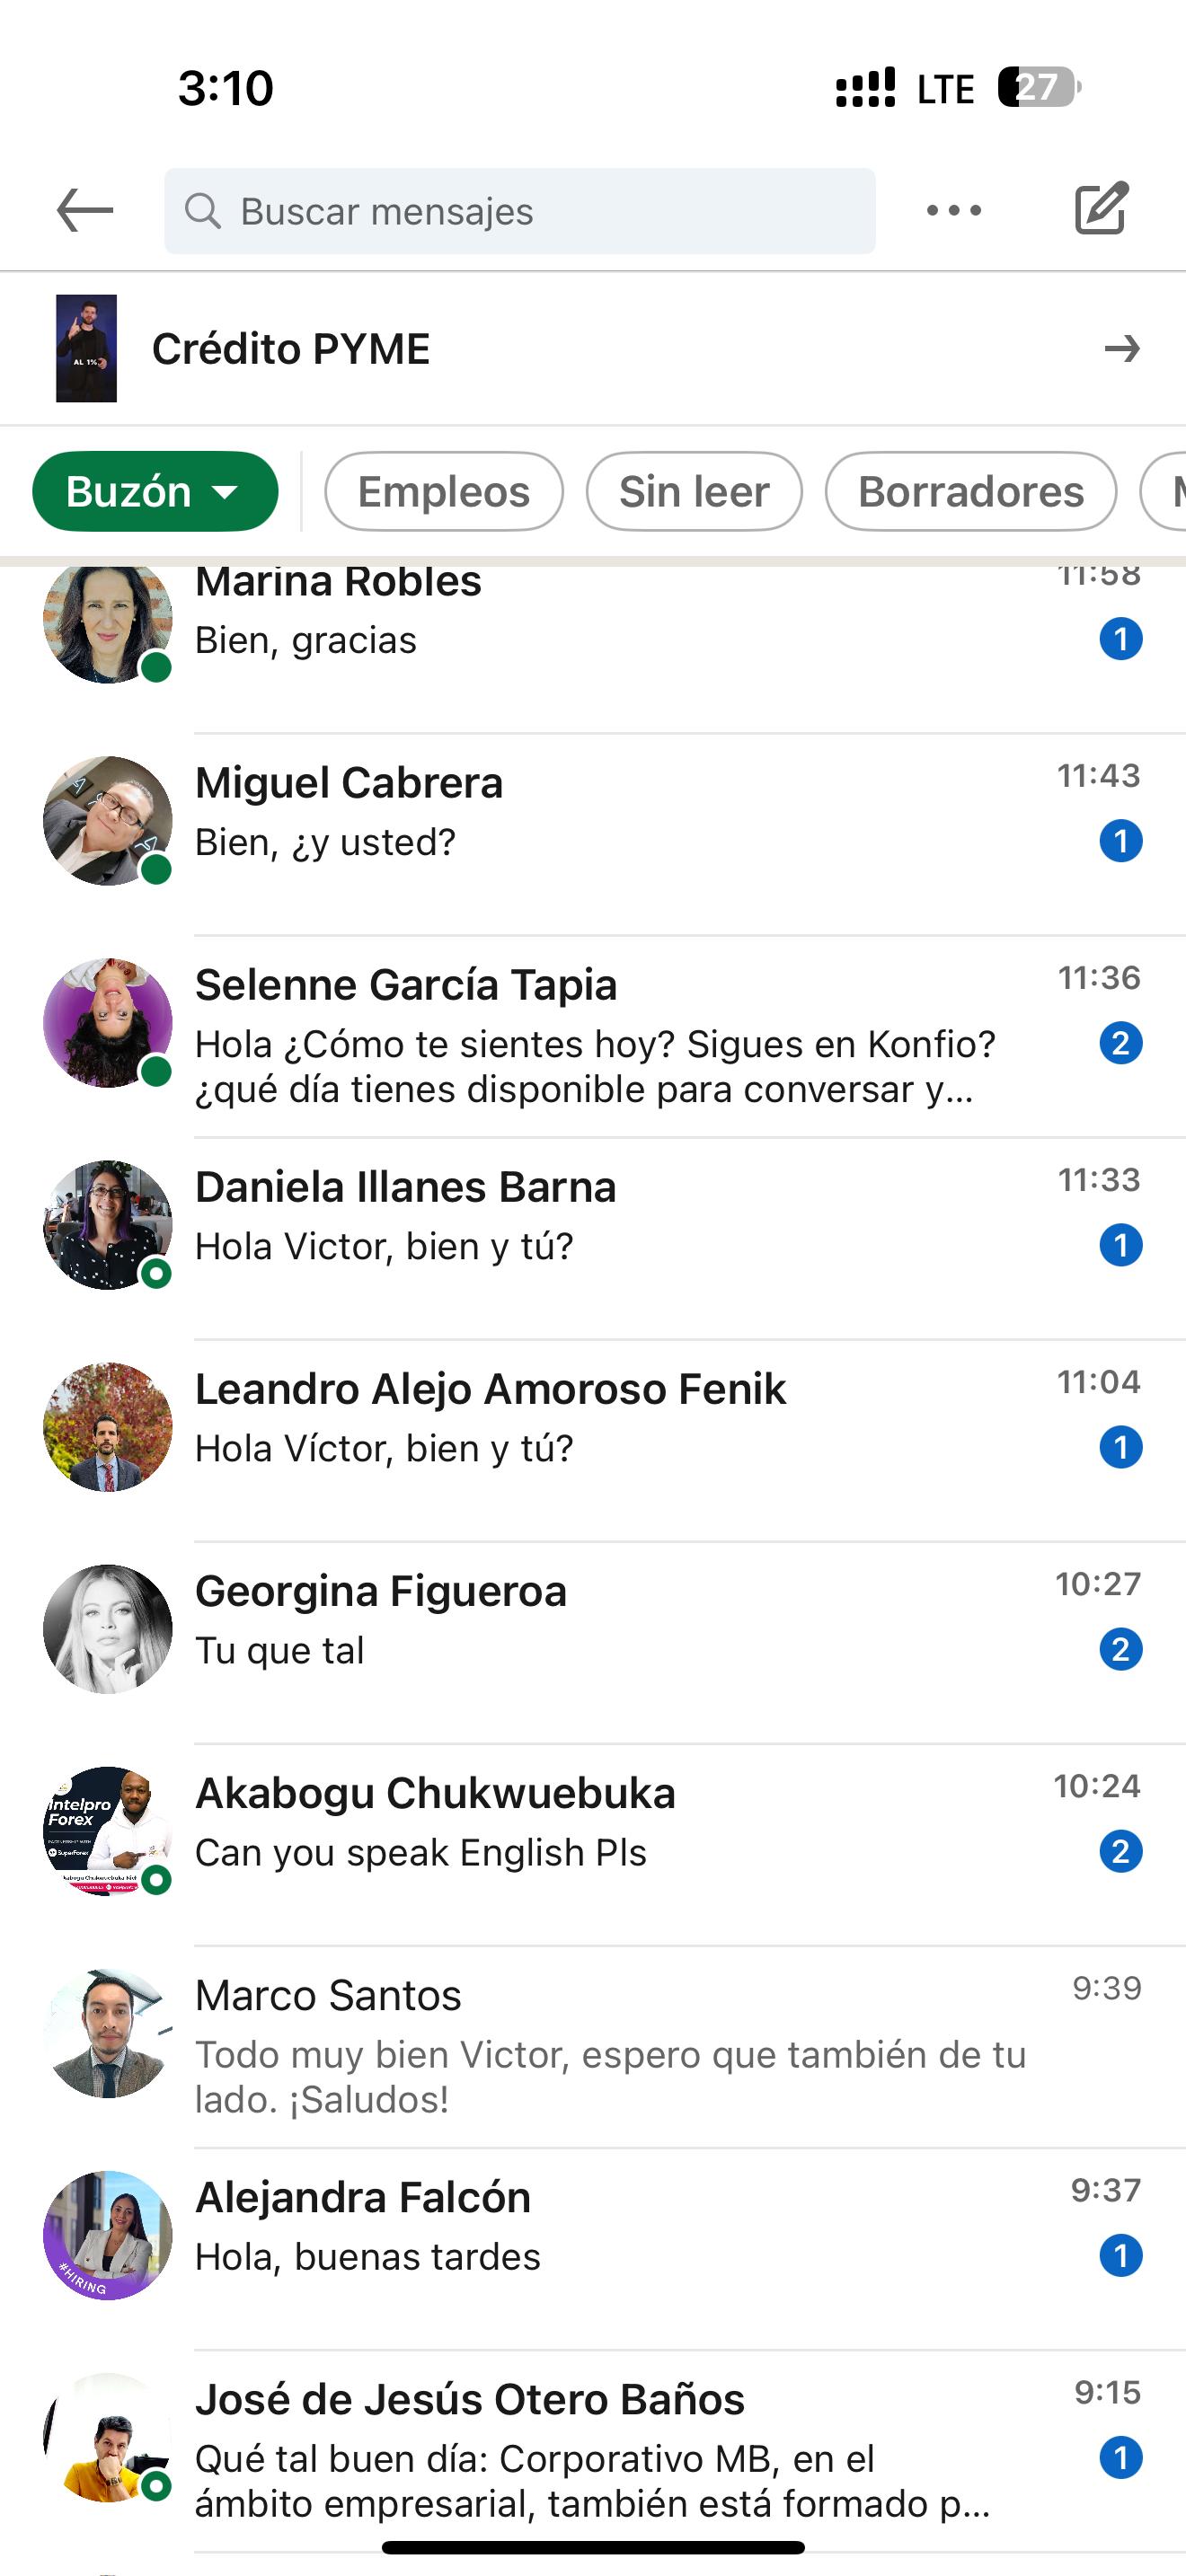 3:10
LTE
27
Buscar mensajes
AL 1%
Crédito PYME
Buzón
Empleos
Sin leer
Borradores
Marina Robles
11:58
Bien, gracias
1
Miguel Cabrera
11:43
Bien, ¿y usted?
1
Selenne García Tapia
11:36
Hola ¿Cómo te sientes hoy? Sigues en Konfio?
2
¿qué día tienes disponible para conversar y...
Daniela Illanes Barna
11:33
Hola Victor, bien y tú?
1
Leandro Alejo Amoroso Fenik
11:04
Hola Víctor, bien y tú?
1
Georgina Figueroa
10:27
Tu que tal
2
Akabogu Chukwuebuka
10:24
Intelpro
Forex
SuperForex
Can you speak English Pls
2
Marco Santos
9:39
Todo muy bien Victor, espero que también de tu
lado. ¡Saludos!
Alejandra Falcón
9:37
Hola, buenas tardes
1
#HIRING
José de Jesús Otero Baños
9:15
Qué tal buen día: Corporativo MB, en el
1
ámbito empresarial, también está formado p...